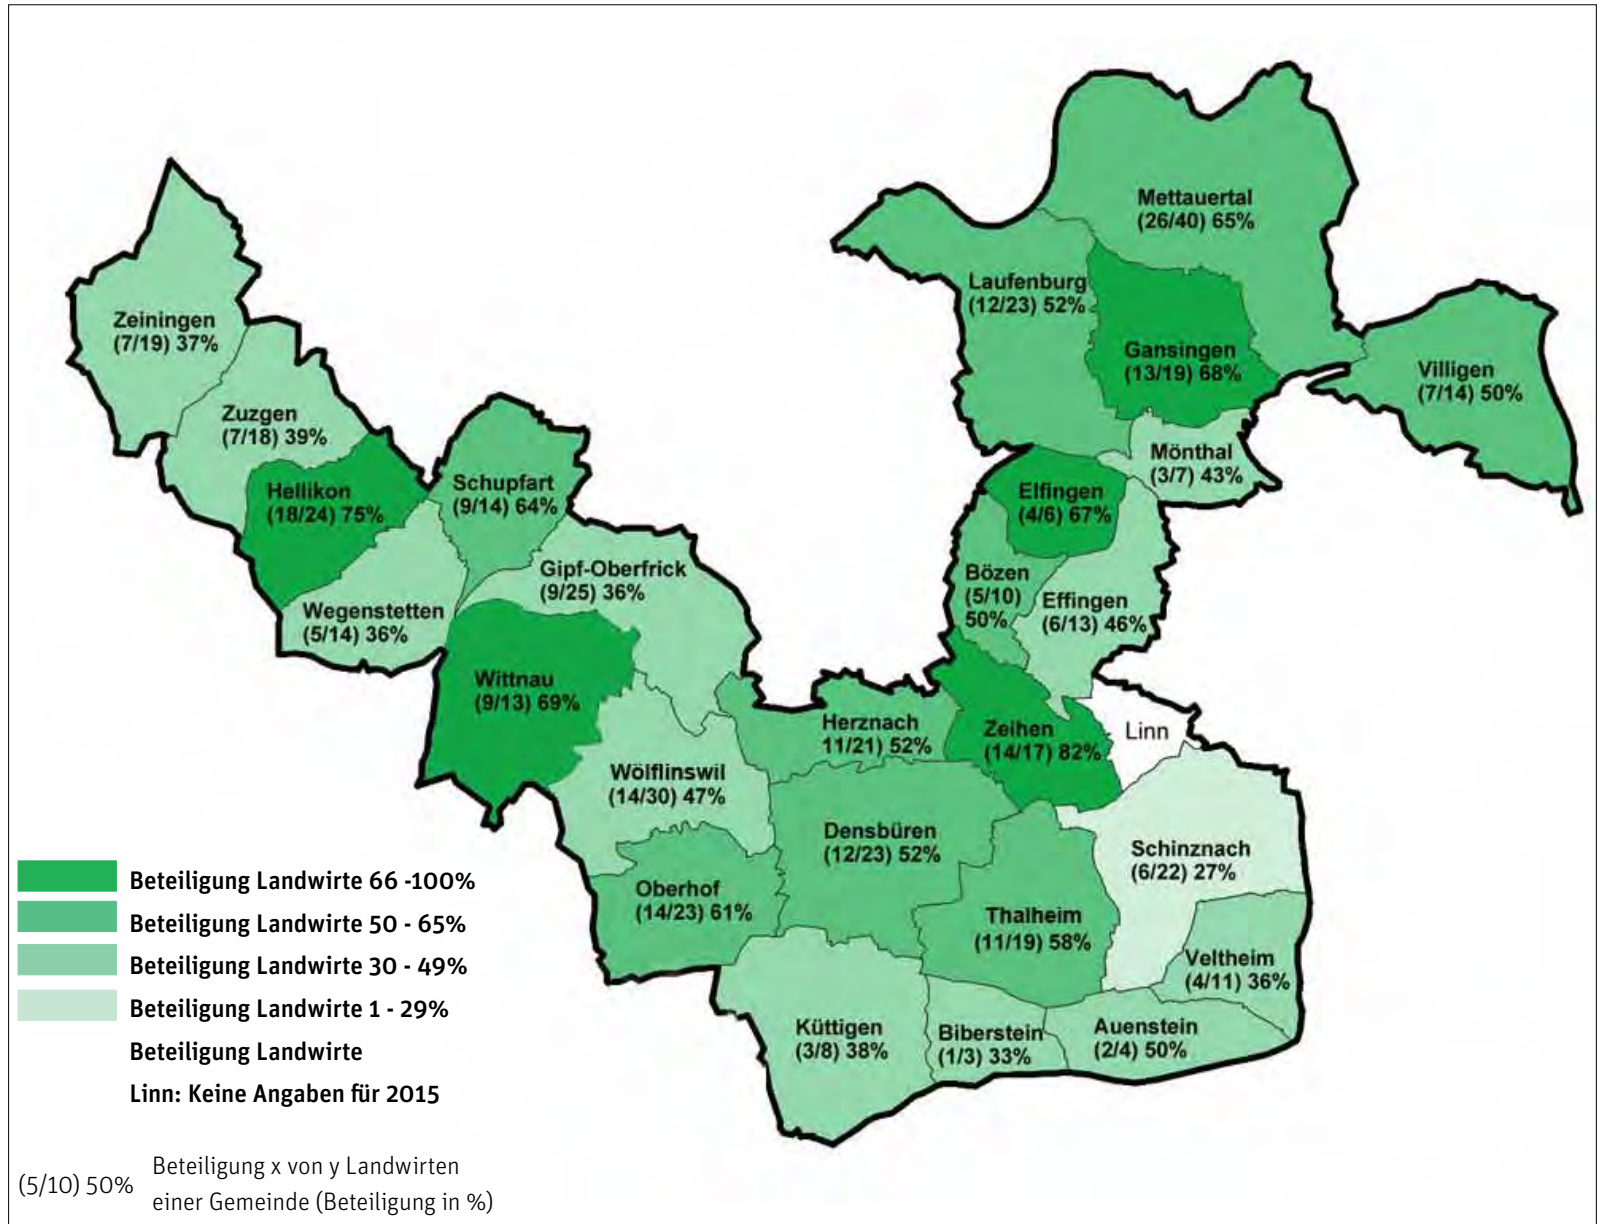 Mettauertal
(26/40) 65%
Laufenburg
(12/23) 52%
Zeiningen
(7/19) 37%
Gansingen
(13/19) 68%
Villigen
(7/14) 50%
Zuzgen
(7/18) 39%
Mönthal
(3/7) 43%
Schupfart
(9/14) 64%
Hellikon
(18/24) 75%
Elfingen
(4/6) 67%
Gipf-Oberfrick
(9/25) 36%
Bözen
(5/10)
50%
Effingen
(6/13) 46%
Wegenstetten
(5/14) 36%
Wittnau
(9/13) 69%
Herznach
11/21) 52%
Zeihen
(14/17) 82%
Linn
Wölflinswil
(14/30) 47%
Densbüren
(12/23) 52%
Schinznach
(6/22) 27%
Oberhof
(14/23) 61%
Thalheim
(11/19) 58%
Veltheim
(4/11) 36%
Küttigen
(3/8) 38%
Biberstein
(1/3) 33%
Auenstein
(2/4) 50%
Beteiligung Landwirte 66 -100%
Beteiligung Landwirte 50 - 65%
Beteiligung Landwirte 30 - 49%
Beteiligung Landwirte 1 - 29%
Beteiligung Landwirte
Linn: Keine Angaben für 2015
(5/10) 50%
Beteiligung x von y Landwirten
einer Gemeinde (Beteiligung in %)